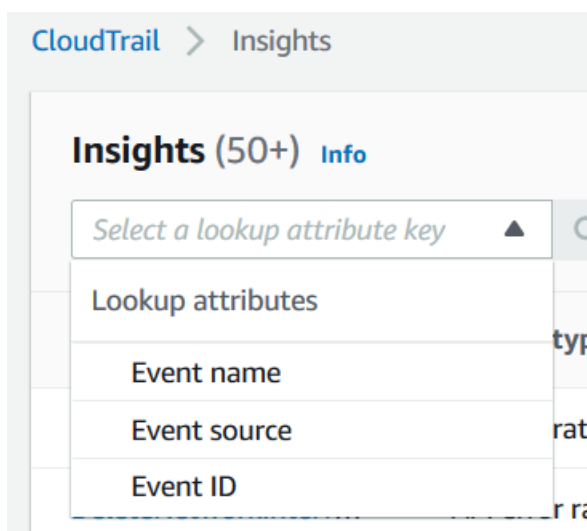 CloudTrail > Insights
Insights (50+) Info
Select a lookup attribute key
Lookup attributes
Event name
Event source
Event ID